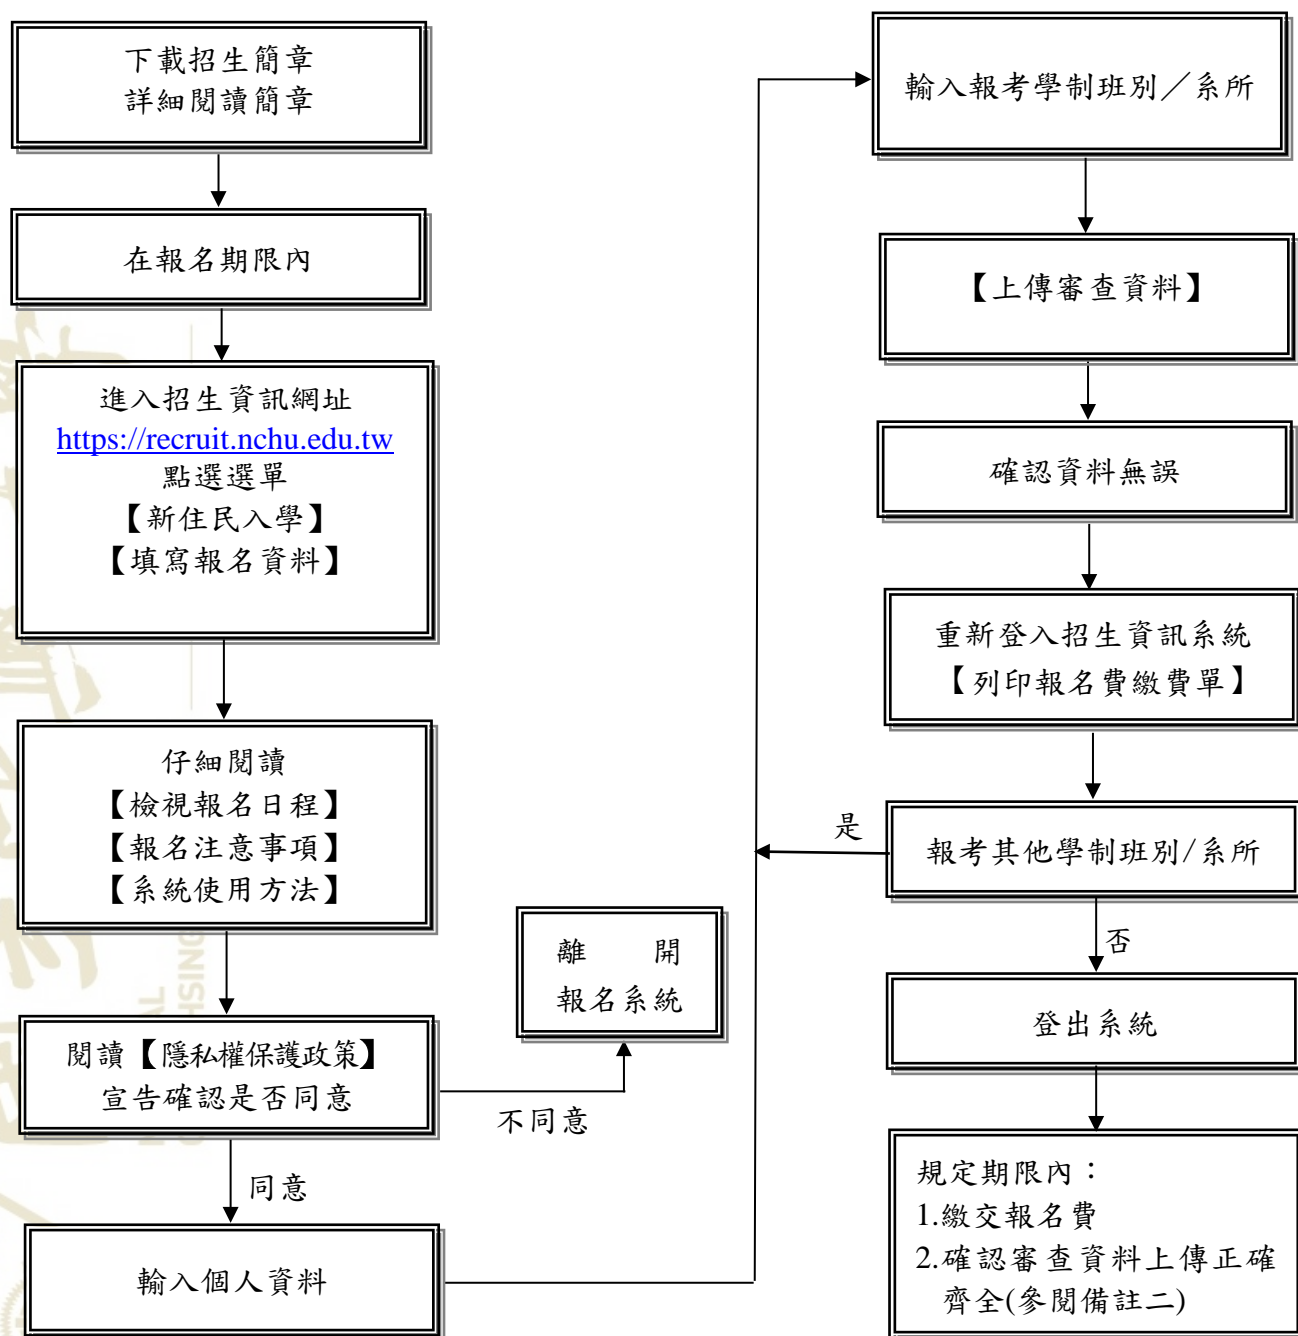 下載招生簡章
詳細閱讀簡章
在報名期限內
進入招生資訊網址
https://recruit.nchu.edu.tw
點選選單
【新住民入學】
【填寫報名資料】
仔細閱讀
【檢視報名日程】
【報名注意事項】
【系統使用方法】
閱讀【隱私權保護政策】
宣告確認是否同意
不同意
離 開
報名系統
同意
輸入個人資料
輸入報考學制班別／系所
【上傳審查資料】
確認資料無誤
重新登入招生資訊系統
【列印報名費繳費單】
報考其他學制班別/系所
是
否
登出系統
規定期限內：
1.繳交報名費
2.確認審查資料上傳正確
齊全(參閱備註二)